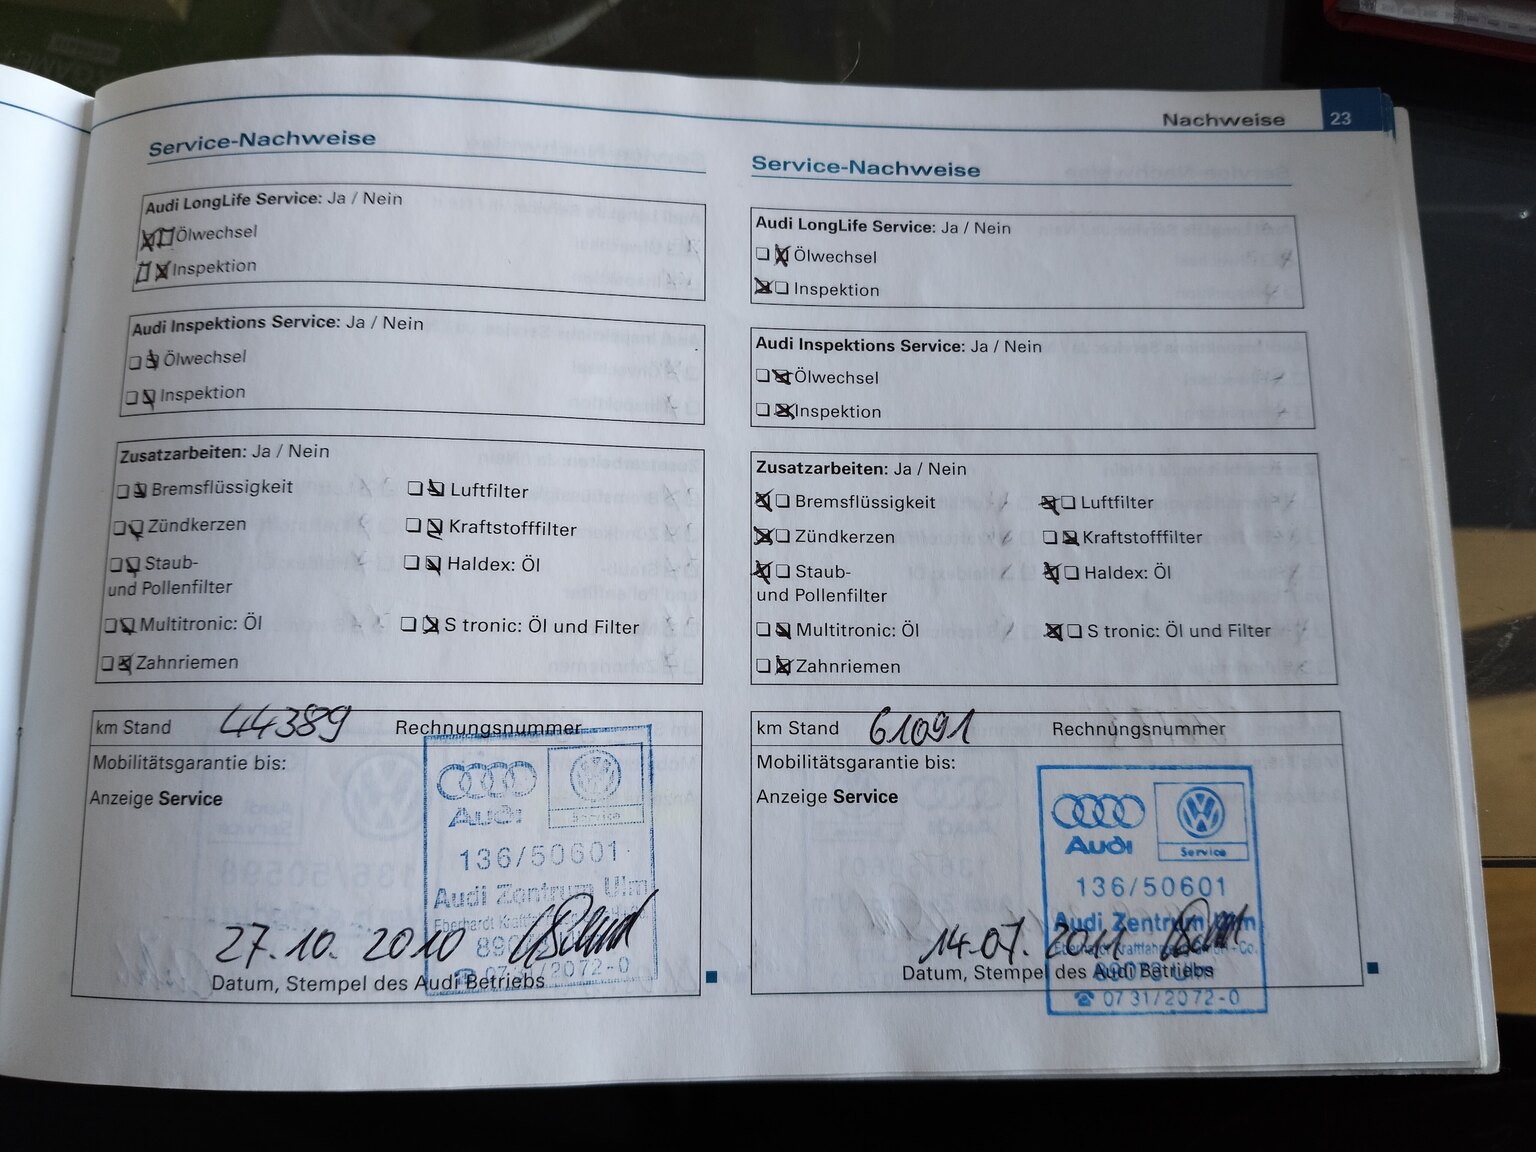 Nachweise 23
Service-Nachweise
Audi LongLife Service: Ja / Nein
Ölwechsel
Inspektion
Audi Inspektions Service: Ja / Nein
Ölwechsel
Inspektion
Zusatzarbeiten: Ja / Nein
Bremsflüssigkeit Luftfilter
Zündkerzen Kraftstofffilter
Staub- Haldex: Öl
und Pollenfilter
Multitronic: Öl S tronic: Öl und Filter
Zahnriemen
km Stand 44389 Rechnungsnummer
Mobilitätsgarantie bis:
Anzeige Service
Audi Service
136/50601
Audi Zentrum Ulm
27.10.2010
0731/2072-0
Datum, Stempel des Audi Betriebs
Service-Nachweise
Audi LongLife Service: Ja / Nein
Ölwechsel
Inspektion
Audi Inspektions Service: Ja / Nein
Ölwechsel
Inspektion
Zusatzarbeiten: Ja / Nein
Bremsflüssigkeit Luftfilter
Zündkerzen Kraftstofffilter
Staub- Haldex: Öl
und Pollenfilter
Multitronic: Öl S tronic: Öl und Filter
Zahnriemen
km Stand 61091 Rechnungsnummer
Mobilitätsgarantie bis:
Anzeige Service
Audi Service
136/50601
Audi Zentrum Ulm
14.07.2011
Datum, Stempel des Audi Betriebs
0731/2072-0